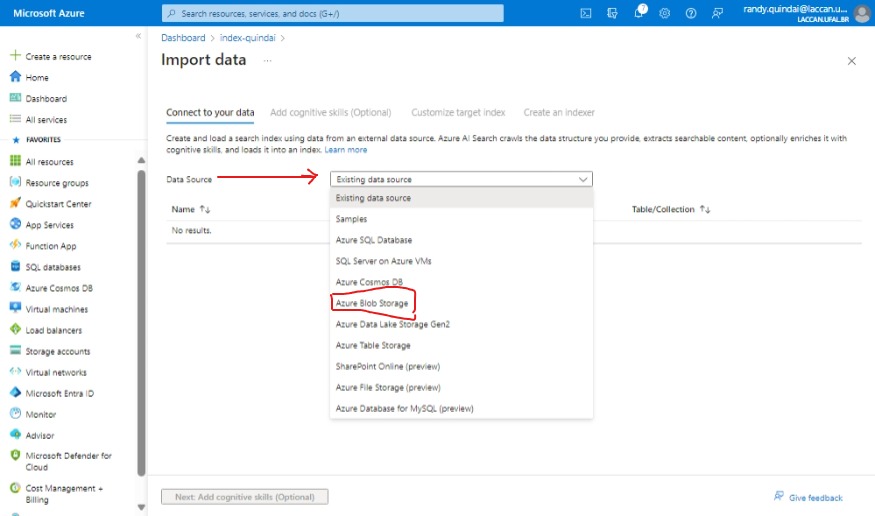 Microsoft Azure
Search resources, services, and docs (G+/)
7
randy.quindai@laccan.u...
LACCAN.UFAL.BR
Create a resource
Home
Dashboard
All services
FAVORITES
All resources
Resource groups
Quickstart Center
App Services
Function App
SQL databases
Azure Cosmos DB
Virtual machines
Load balancers
Storage accounts
Virtual networks
Microsoft Entra ID
Monitor
Advisor
Microsoft Defender for
Cloud
Cost Management +
Billing
Dashboard > index-quindai >
Import data ...
Connect to your data Add cognitive skills (Optional) Customize target index Create an indexer
Create and load a search index using data from an external data source. Azure AI Search crawls the data structure you provide, extracts searchable content, optionally enriches it with
cognitive skills, and loads it into an index. Learn more
Data Source Existing data source
Name Table/Collection
No results.
Existing data source
Samples
Azure SQL Database
SQL Server on Azure VMs
Azure Cosmos DB
Azure Blob Storage
Azure Data Lake Storage Gen2
Azure Table Storage
SharePoint Online (preview)
Azure File Storage (preview)
Azure Database for MySQL (preview)
Next: Add cognitive skills (Optional)
Give feedback